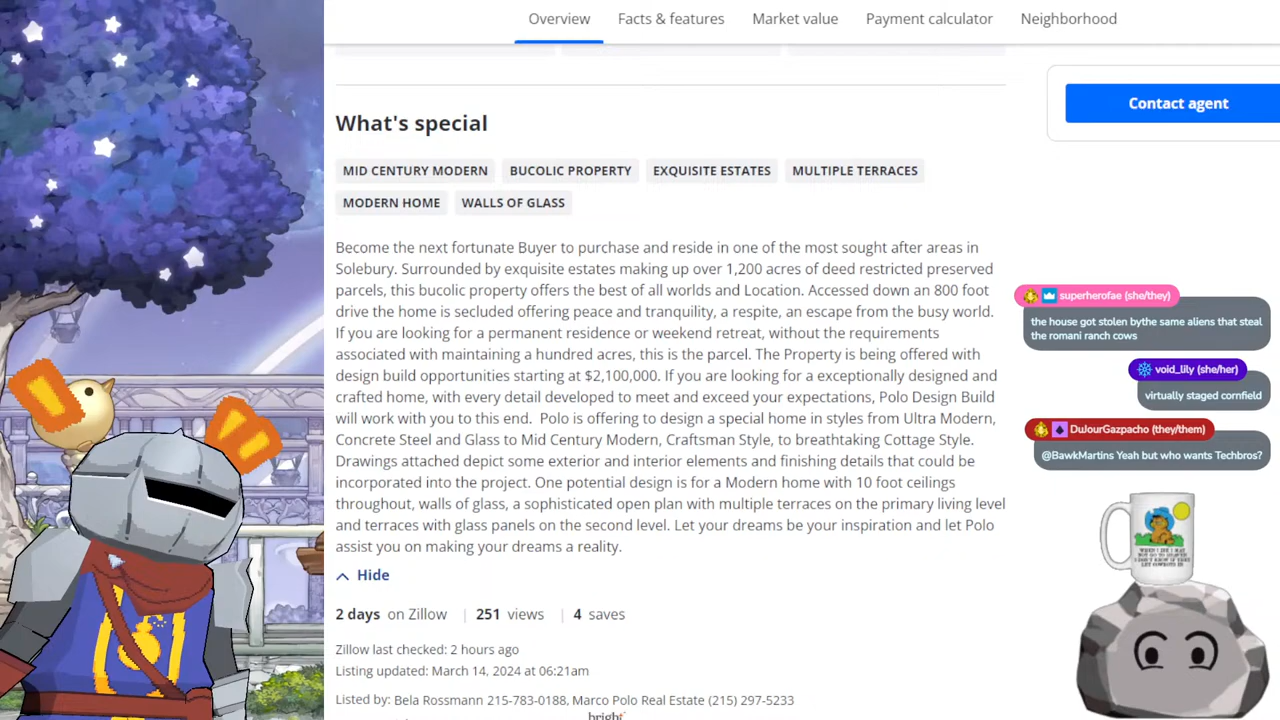 Overview
Facts & features
Market value
Payment calculator
Neighborhood
Contact agent
What's special
MID CENTURY MODERN
BUCOLIC PROPERTY
EXQUISITE ESTATES
MULTIPLE TERRACES
MODERN HOME
WALLS OF GLASS
Become the next fortunate Buyer to purchase and reside in one of the most sought after areas in
Solebury. Surrounded by exquisite estates making up over 1,200 acres of deed restricted preserved
parcels, this bucolic property offers the best of all worlds and Location. Accessed down an 800 foot
drive the home is secluded offering peace and tranquility, a respite, an escape from the busy world.
If you are looking for a permanent residence or weekend retreat, without the requirements
associated with maintaining a hundred acres, this is the parcel. The Property is being offered with
design build opportunities starting at $2,100,000. If you are looking for a exceptionally designed and
crafted home, with every detail developed to meet and exceed your expectations, Polo Design Build
will work with you to this end.  Polo is offering to design a special home in styles from Ultra Modern,
Concrete Steel and Glass to Mid Century Modern, Craftsman Style, to breathtaking Cottage Style.
Drawings attached depict some exterior and interior elements and finishing details that could be
incorporated into the project. One potential design is for a Modern home with 10 foot ceilings
throughout, walls of glass, a sophisticated open plan with multiple terraces on the primary living level
and terraces with glass panels on the second level. Let your dreams be your inspiration and let Polo
assist you on making your dreams a reality.
Hide
2 days on Zillow | 251 views | 4 saves
Zillow last checked: 2 hours ago
Listing updated: March 14, 2024 at 06:21am
Listed by: Bela Rossmann 215-783-0188, Marco Polo Real Estate (215) 297-5233
bright
superherofae (she/they)
the house got stolen bythe same aliens that steal
the romani ranch cows
void_lily (she/her)
virtually staged cornfield
DuJourGazpacho (they/them)
@BawkMartins Yeah but who wants Techbros?
WHEN I DIE I MAY
NOT GO TO HEAVEN
I DON'T KNOW IF THEY
LET COWBOYS IN